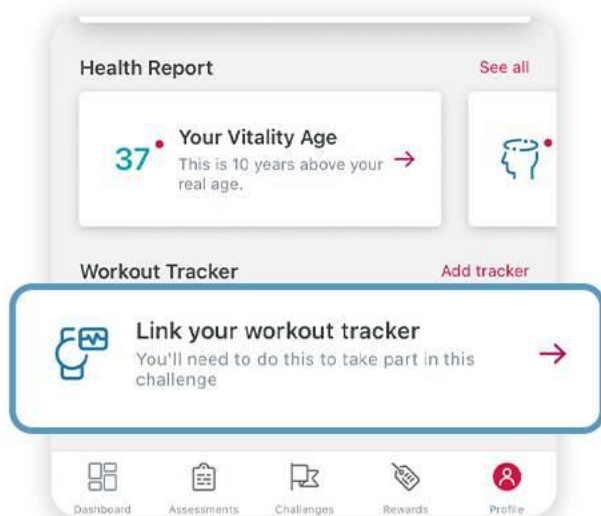 Health Report
See all
37
Your Vitality Age
This is 10 years above your
real age.
Workout Tracker
Add tracker
Link your workout tracker
You'll need to do this to take part in this
challenge
Dashboard
Assessments
Challenges
Rewards
Profile